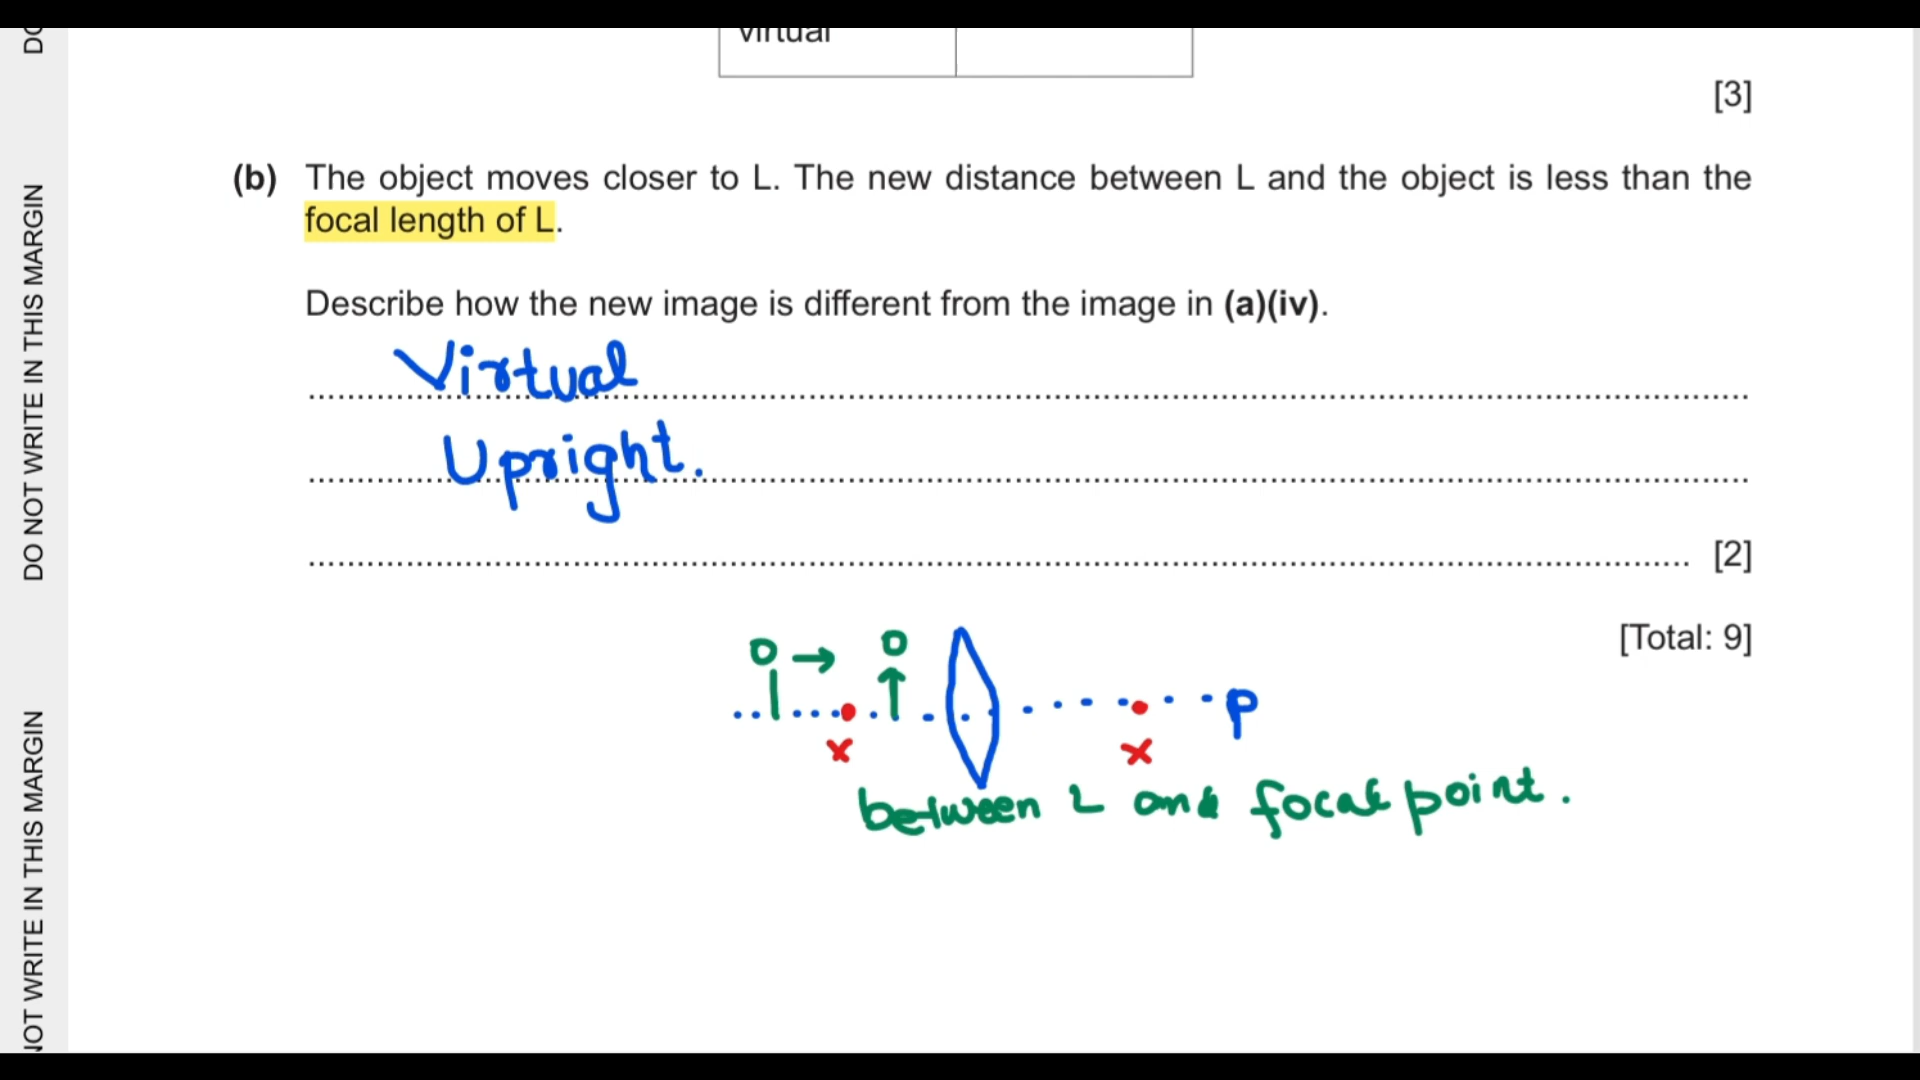 virtual
[3]
(b) The object moves closer to L. The new distance between L and the object is less than the
focal length of L.
Describe how the new image is different from the image in (a)(iv).
Virtual
Upright.
[2]
[Total: 9]
O → O
P
x x
between L and focal point.
DO NOT WRITE IN THIS MARGIN
NOT WRITE IN THIS MARGIN